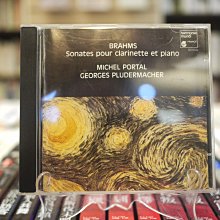 BRAHMS
Sonates pour clarinette et piano
MICHEL PORTAL
GEORGES PLUDERMACHER